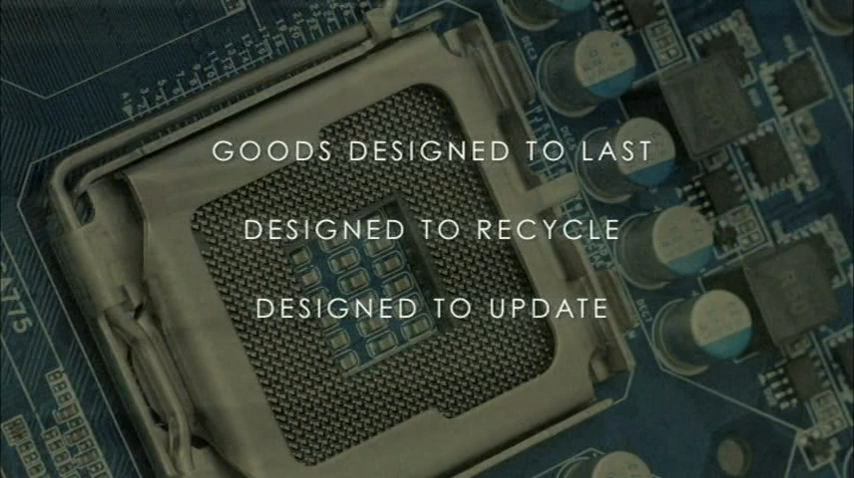 GOODS DESIGNED TO LAST
DESIGNED TO RECYCLE
DESIGNED TO UPDATE